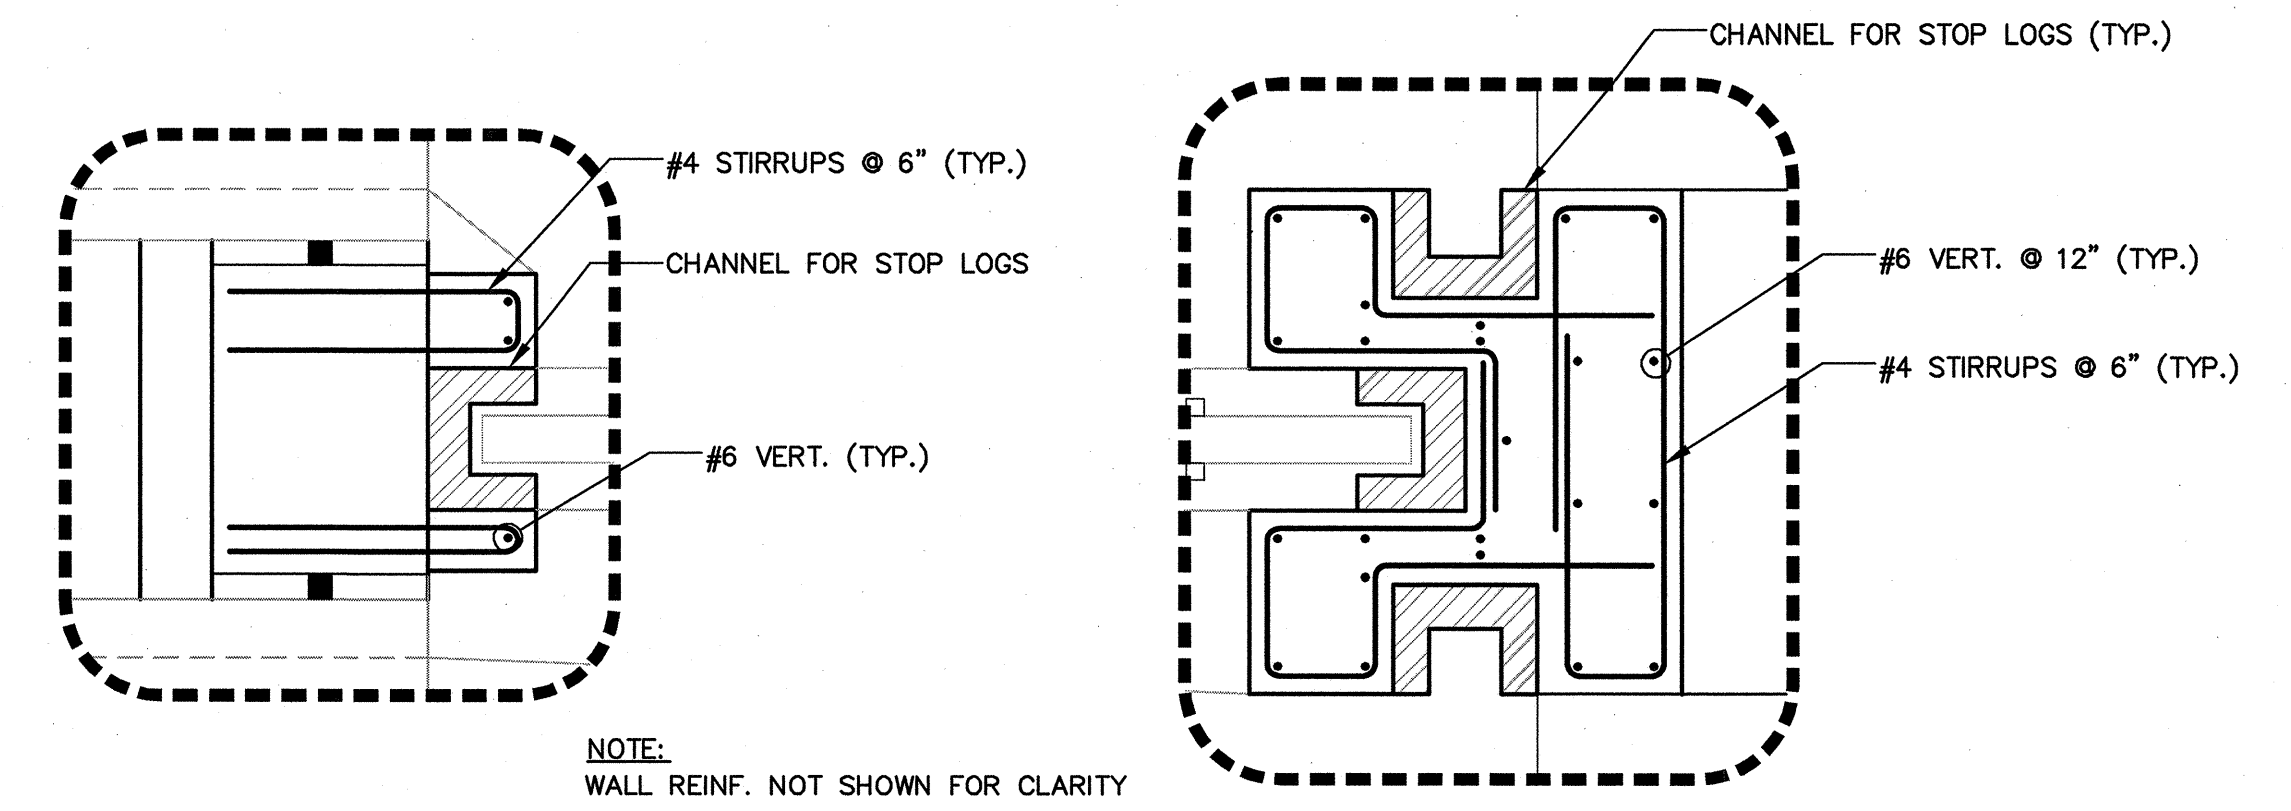 #4 STIRRUPS @ 6" (TYP.)
CHANNEL FOR STOP LOGS
#6 VERT. (TYP.)
NOTE:
WALL REINF. NOT SHOWN FOR CLARITY
CHANNEL FOR STOP LOGS (TYP.)
#6 VERT. @ 12" (TYP.)
#4 STIRRUPS @ 6" (TYP.)